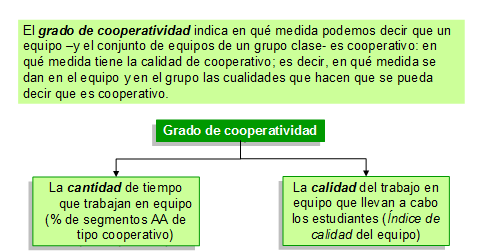 El grado de cooperatividad indica en qué medida podemos decir que un
equipo –y el conjunto de equipos de un grupo clase- es cooperativo: en
qué medida tiene la calidad de cooperativo; es decir, en qué medida se
dan en el equipo y en el grupo las cualidades que hacen que se pueda
decir que es cooperativo.
Grado de cooperatividad
La cantidad de tiempo
que trabajan en equipo
(% de segmentos AA de
tipo cooperativo)
La calidad del trabajo en
equipo que llevan a cabo
los estudiantes (Índice de
calidad del equipo)